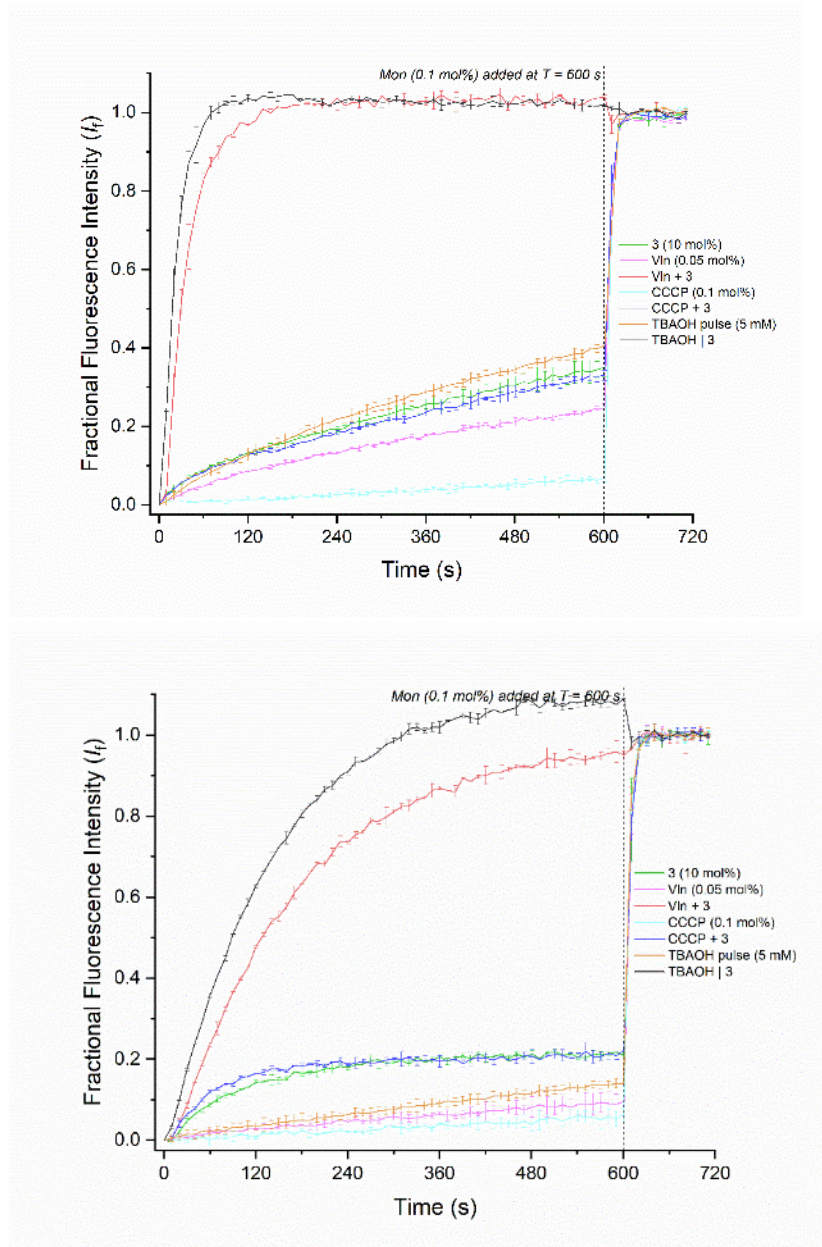 Mon (0.1 mol%) added at T = 600 s
Fractional Fluorescence Intensity (If)
1.0
0.8
0.6
0.4
0.2
0.0
3 (10 mol%)
Vln (0.05 mol%)
Vln + 3
CCCP (0.1 mol%)
CCCP + 3
TBAOH pulse (5 mM)
TBAOH | 3
0 120 240 360 480 600 720
Time (s)
Mon (0.1 mol%) added at T = 600 s
Fractional Fluorescence Intensity (If)
1.0
0.8
0.6
0.4
0.2
0.0
3 (10 mol%)
Vln (0.05 mol%)
Vln + 3
CCCP (0.1 mol%)
CCCP + 3
TBAOH pulse (5 mM)
TBAOH | 3
0 120 240 360 480 600 720
Time (s)